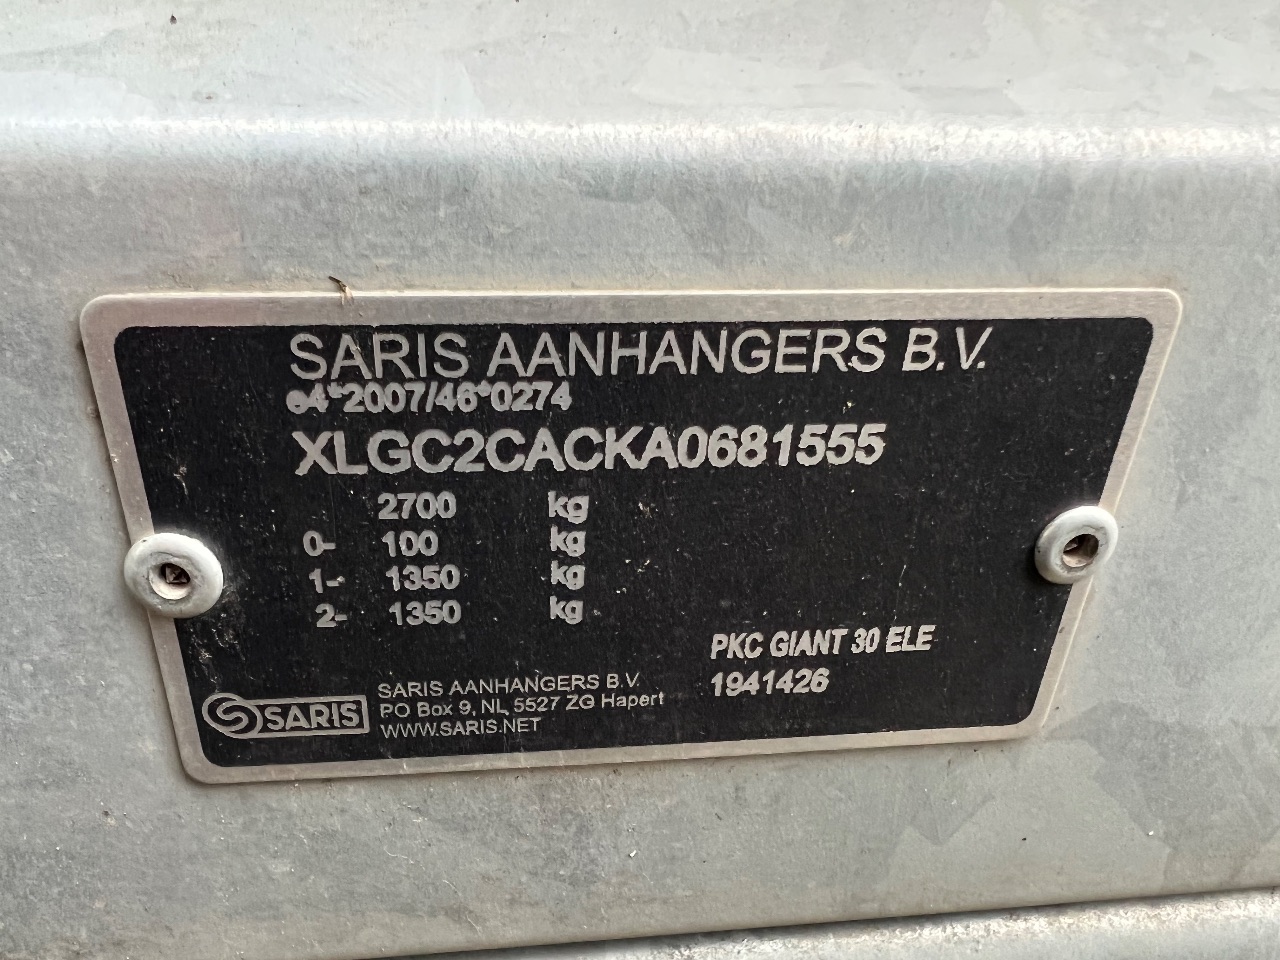 SARIS AANHANGERS B.V.
e4*2007/46*0274
XLGC2CACKA0681555
2700 kg
0- 100 kg
1- 1350 kg
2- 1350 kg
PKC GIANT 30 ELE
1941426
SARIS
SARIS AANHANGERS B.V.
PO Box 9, NL 5527 ZG Hapert
WWW.SARIS.NET